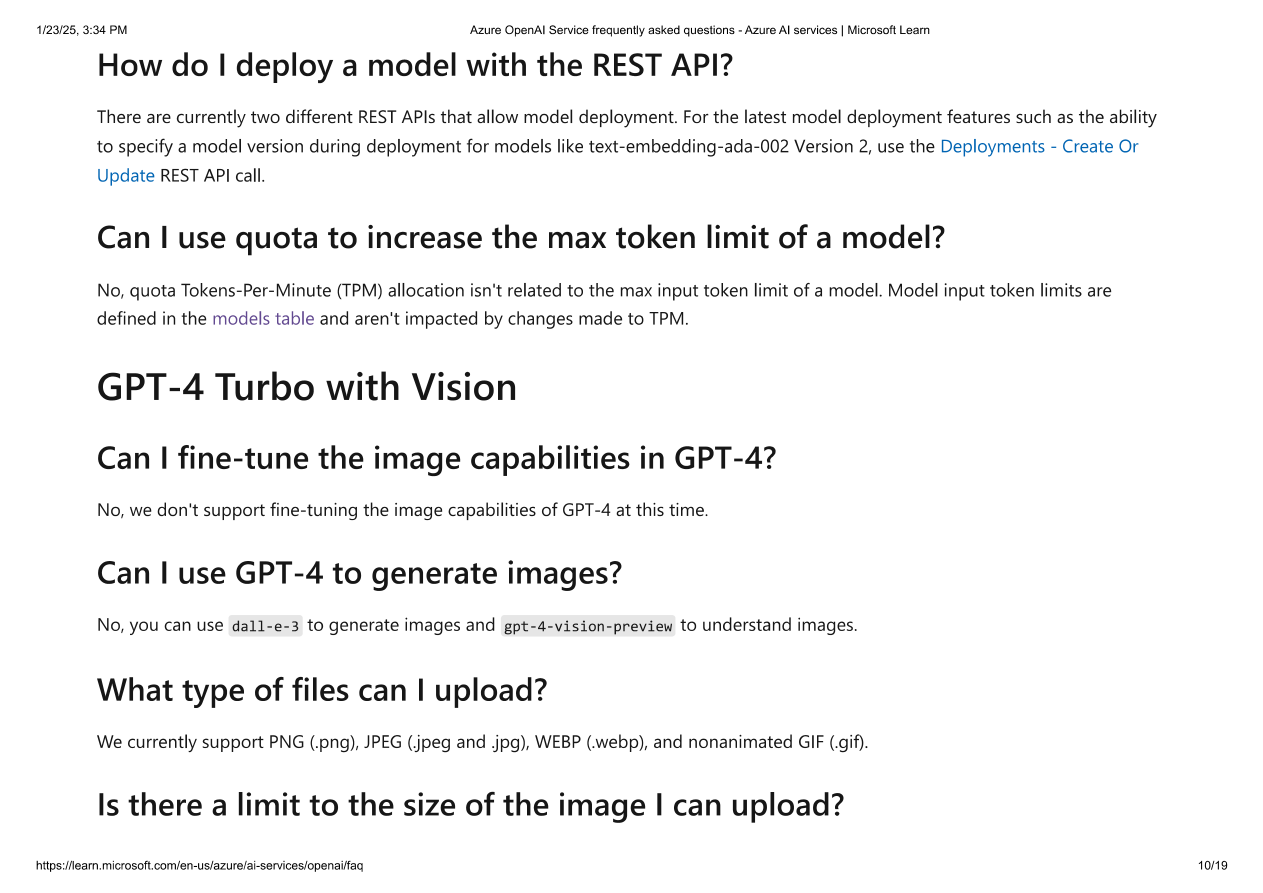 1/23/25, 3:34 PM
Azure OpenAI Service frequently asked questions - Azure AI services | Microsoft Learn
How do I deploy a model with the REST API?
There are currently two different REST APIs that allow model deployment. For the latest model deployment features such as the ability
to specify a model version during deployment for models like text-embedding-ada-002 Version 2, use the Deployments - Create Or
Update REST API call.
Can I use quota to increase the max token limit of a model?
No, quota Tokens-Per-Minute (TPM) allocation isn't related to the max input token limit of a model. Model input token limits are
defined in the models table and aren't impacted by changes made to TPM.
GPT-4 Turbo with Vision
Can I fine-tune the image capabilities in GPT-4?
No, we don't support fine-tuning the image capabilities of GPT-4 at this time.
Can I use GPT-4 to generate images?
No, you can use dall-e-3 to generate images and gpt-4-vision-preview to understand images.
What type of files can I upload?
We currently support PNG (.png), JPEG (.jpeg and .jpg), WEBP (.webp), and nonanimated GIF (.gif).
Is there a limit to the size of the image I can upload?
https://learn.microsoft.com/en-us/azure/ai-services/openai/faq
10/19